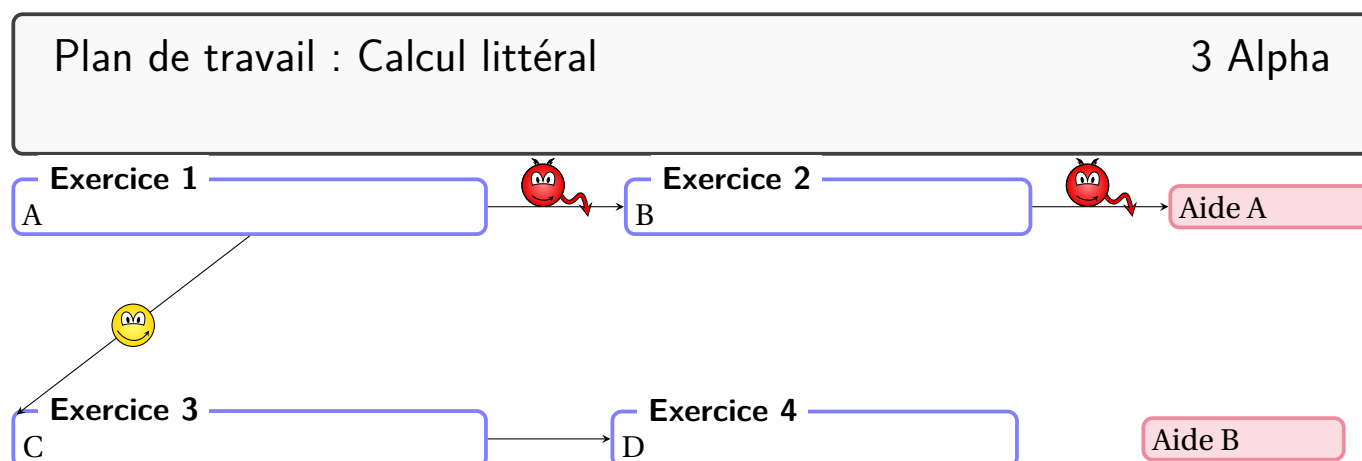 Plan de travail : Calcul littéral 3 Alpha
Exercice 1 Exercice 2
A B Aide A
Exercice 3 Exercice 4
C D Aide B